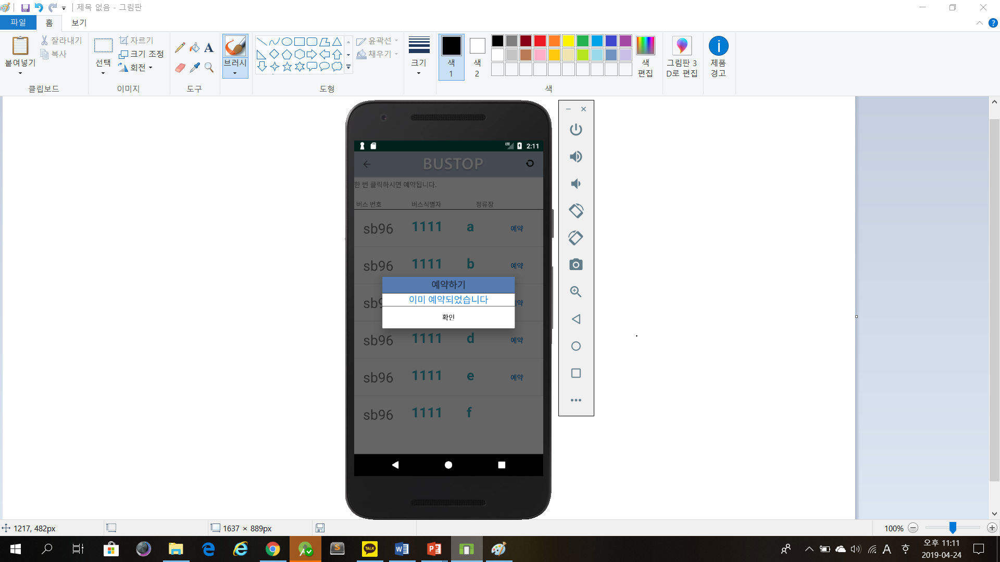 제목 없음 - 그림판
파일 홈 보기
붙여넣기
잘라내기
복사
클립보드
선택
자르기
크기 조정
회전
이미지
도구
브러시
윤곽선
채우기
도형
크기
색
1
색
2
색
편집
색
그림판 3
D로 편집
제품
경고
LTE 2:11
BUSTOP
한 번 클릭하시면 예약됩니다.
버스 번호 버스식별자 정류장
sb96 1111 a 예약
sb96 1111 b 예약
예약하기
이미 예약되었습니다
확인
sb96 1111 d 예약
sb96 1111 e 예약
sb96 1111 f
1217, 482px
1637 × 889px
100%
TALK
A
오후 11:11
2019-04-24